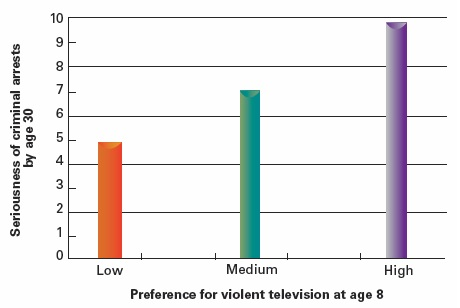 Seriousness of criminal arrests
by age 30
10
9
8
7
6
5
4
3
2
1
0
Low Medium High
Preference for violent television at age 8